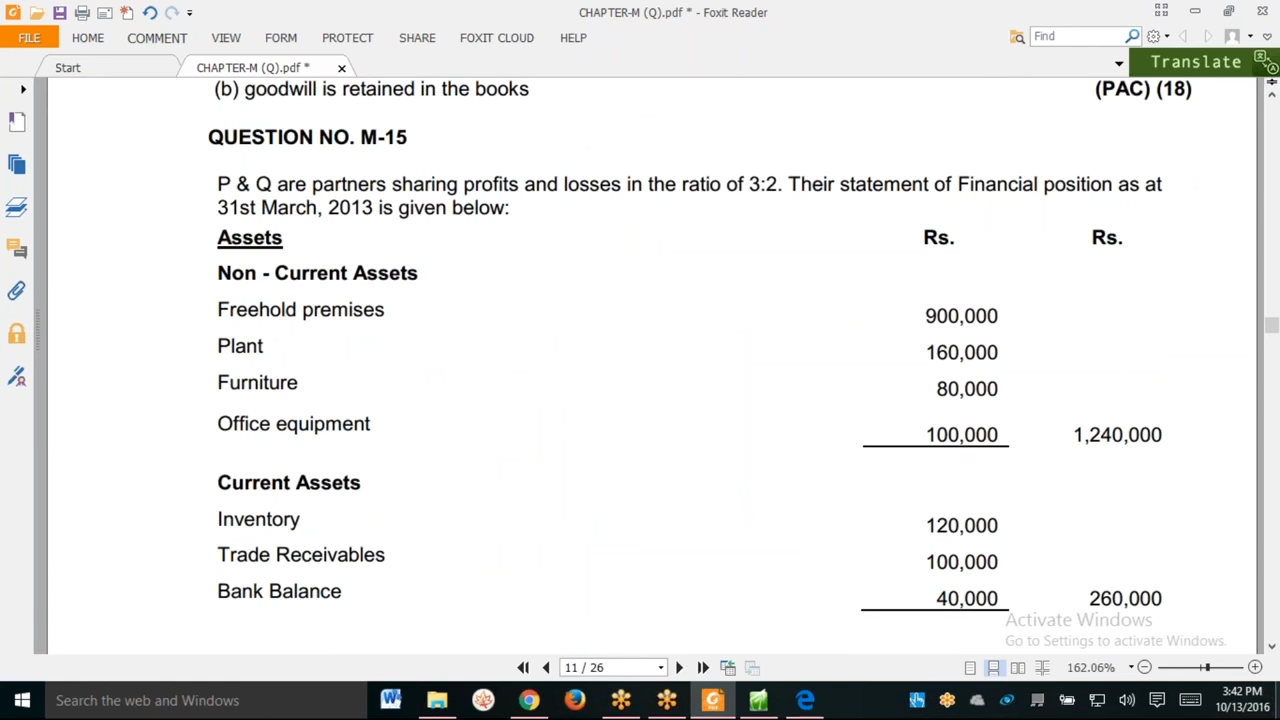 CHAPTER-M (Q).pdf * - Foxit Reader
FILE HOME COMMENT VIEW FORM PROTECT SHARE FOXIT CLOUD HELP Find
Start CHAPTER-M (Q).pdf * Translate
(b) goodwill is retained in the books (PAC) (18)
QUESTION NO. M-15
P & Q are partners sharing profits and losses in the ratio of 3:2. Their statement of Financial position as at
31st March, 2013 is given below:
Assets Rs. Rs.
Non - Current Assets
Freehold premises 900,000
Plant 160,000
Furniture 80,000
Office equipment 100,000 1,240,000
Current Assets
Inventory 120,000
Trade Receivables 100,000
Bank Balance 40,000 260,000
Activate Windows
Go to Settings to activate Windows.
11 / 26 162.06%
Search the web and Windows 3:42 PM
10/13/2016